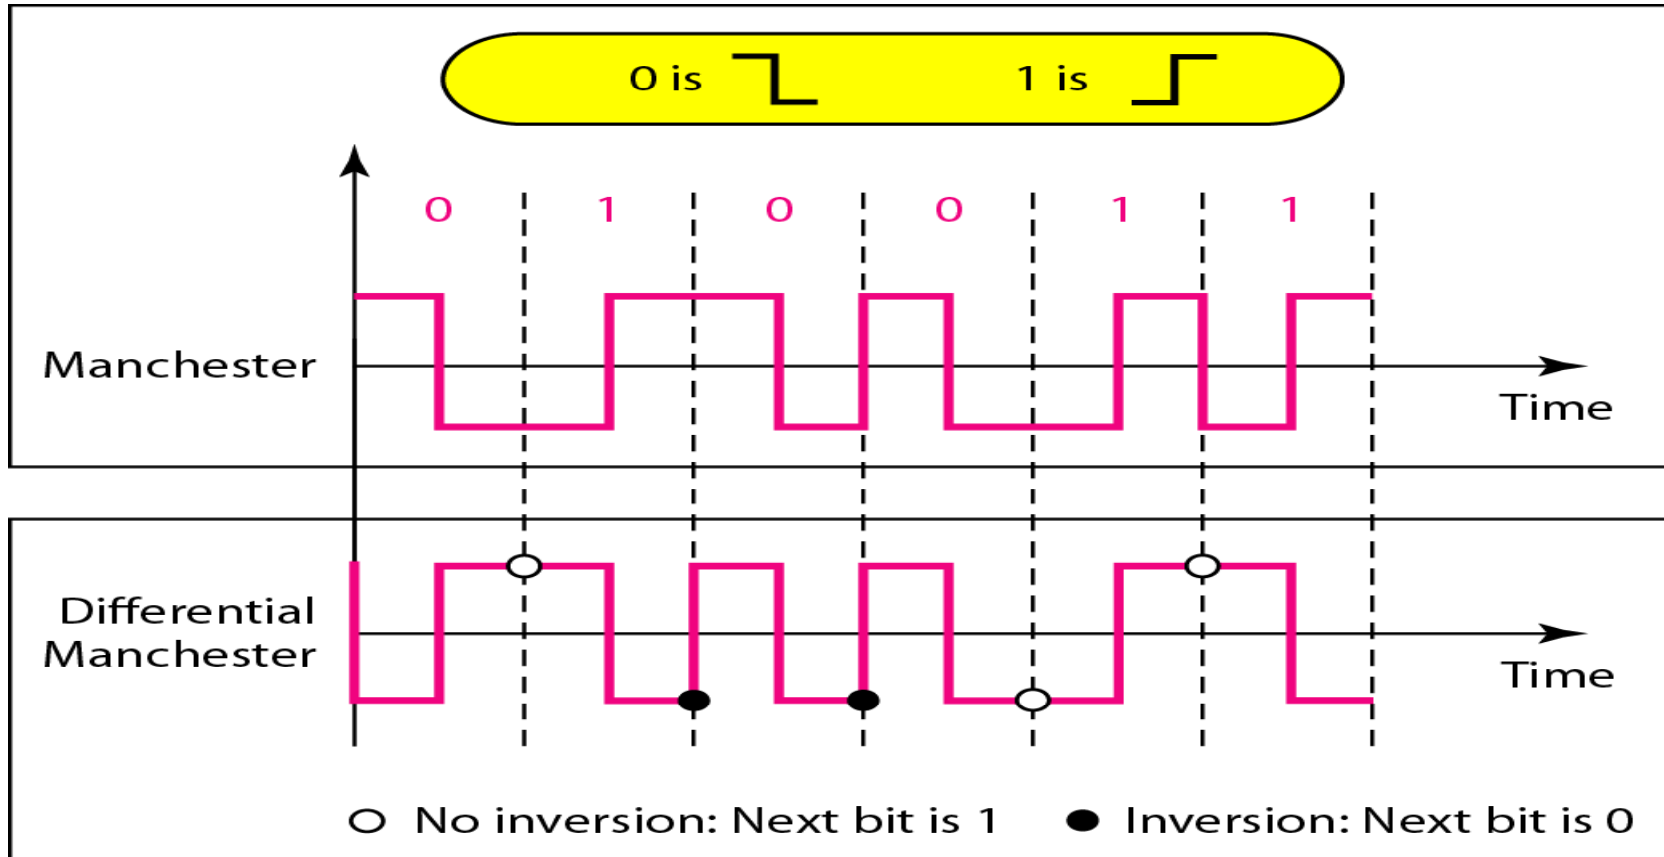 0 is 1 is
0 1 0 0 1 1
Manchester
Time
Differential
Manchester
Time
No inversion: Next bit is 1 Inversion: Next bit is 0